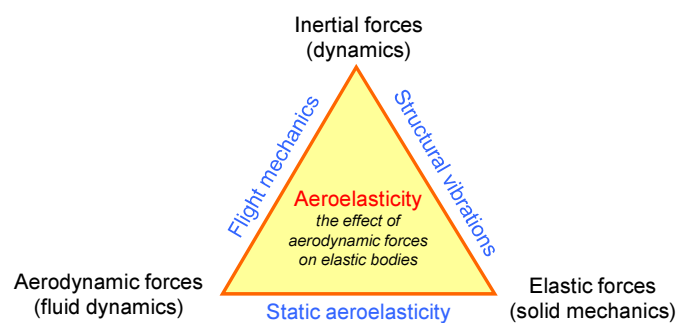 Inertial forces
(dynamics)
Flight mechanics
Structural vibrations
Aeroelasticity
the effect of
aerodynamic forces
on elastic bodies
Aerodynamic forces
(fluid dynamics)
Elastic forces
(solid mechanics)
Static aeroelasticity